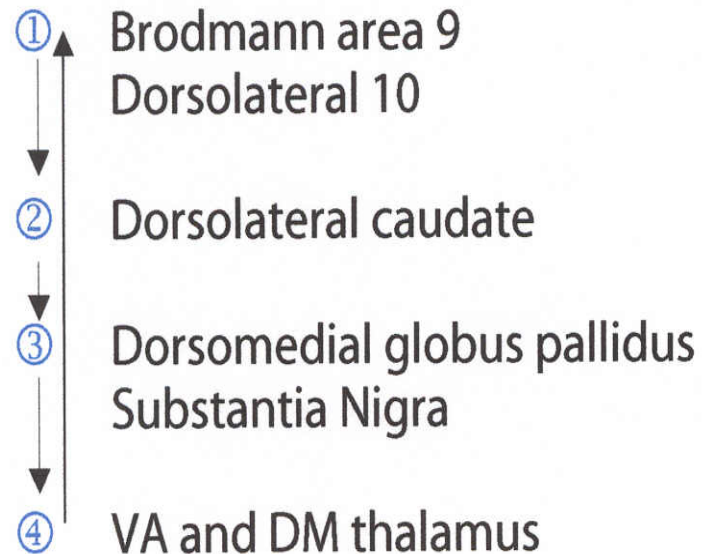 ① Brodmann area 9
Dorsolateral 10
② Dorsolateral caudate
③ Dorsomedial globus pallidus
Substantia Nigra
④ VA and DM thalamus